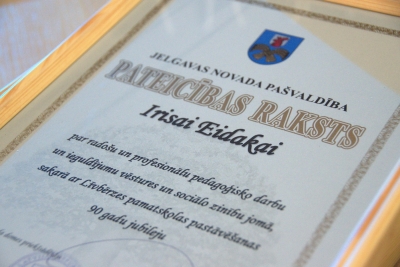 JELGAVAS NOVADA PAŠVALDĪBA
PATEICĪBAS RAKSTS
Irisai Eidakai
par radošu un profesionālu pedagoģisko darbu
un ieguldījumu vēstures un sociālo zinību jomā,
sakarā ar Līvbērzes pamatskolas pastāvēšanas
90 gadu jubileju